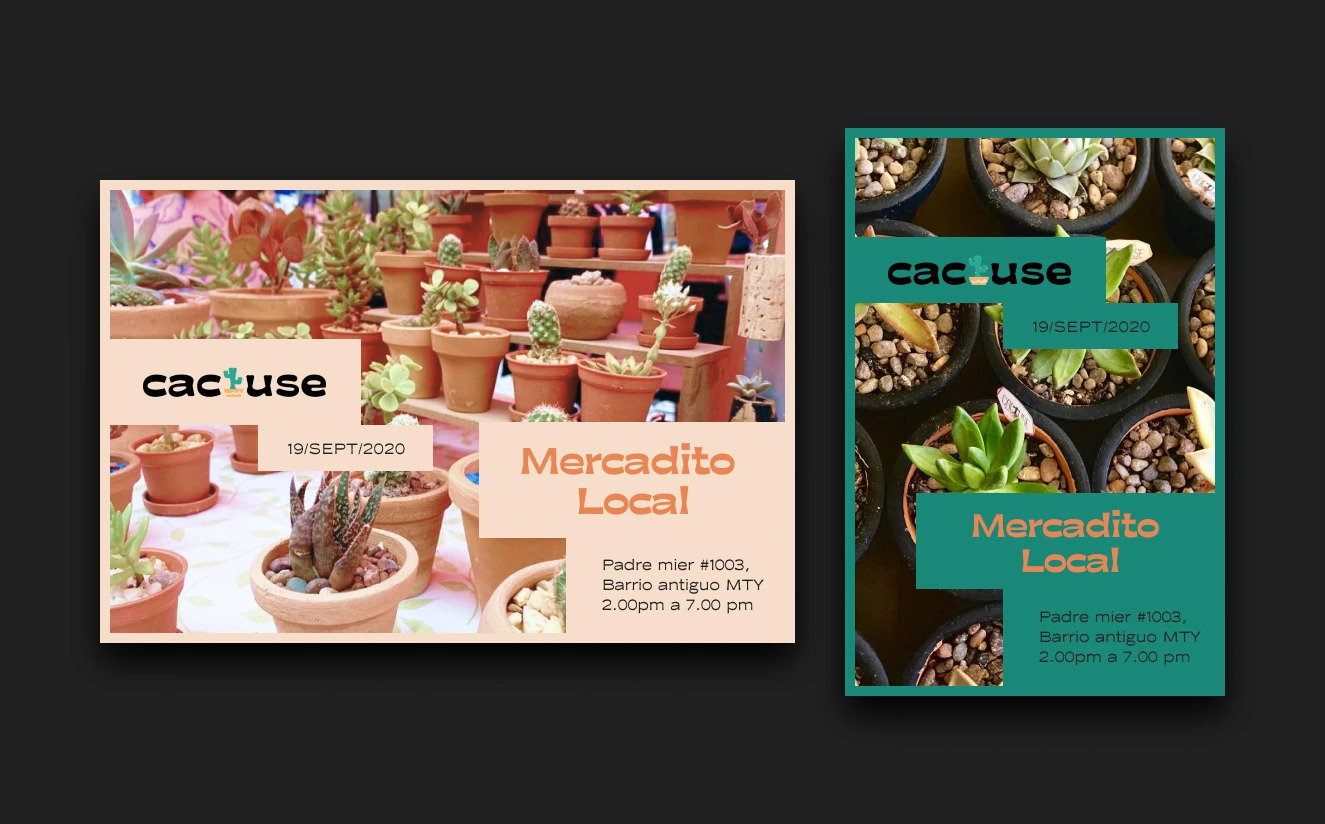 cactuse
19/SEPT/2020
Mercadito
Local
Padre mier #1003,
Barrio antiguo MTY
2.00pm a 7.00 pm
cactuse
19/SEPT/2020
Mercadito
Local
Padre mier #1003,
Barrio antiguo MTY
2.00pm a 7.00 pm